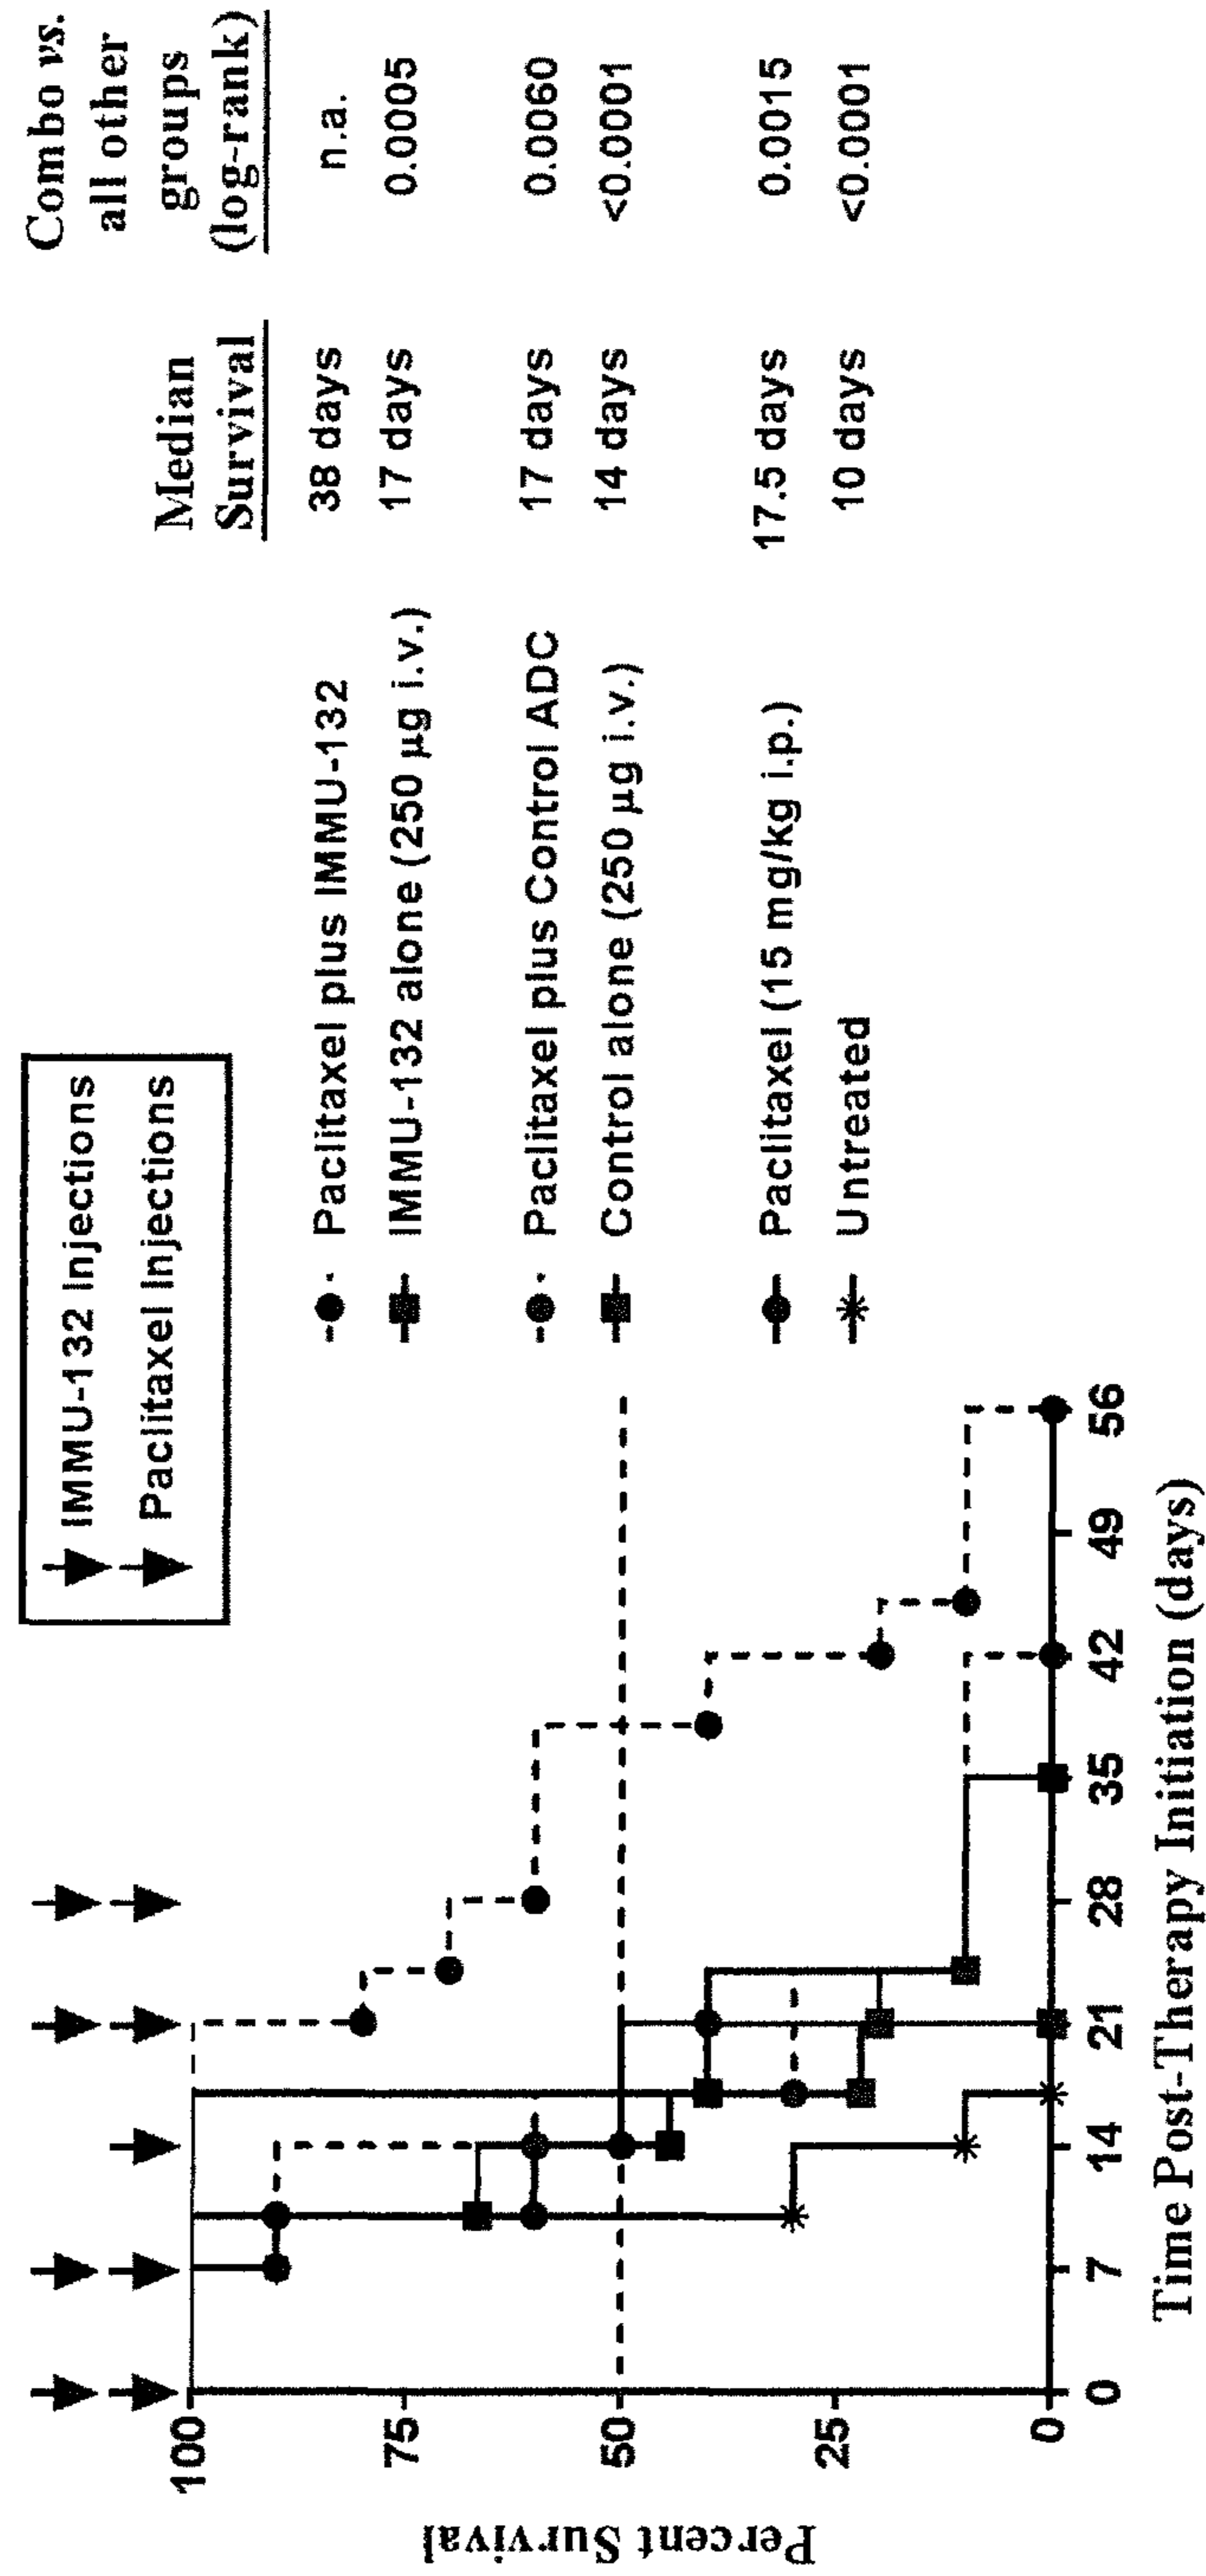 IMMU-132 Injections
Paclitaxel Injections
Median
Survival
Combo vs.
all other
groups
(log-rank)
Paclitaxel plus IMMU-132 38 days n.a.
IMMU-132 alone (250 µg i.v.) 17 days 0.0005
Paclitaxel plus Control ADC 17 days 0.0060
Control alone (250 µg i.v.) 14 days <0.0001
Paclitaxel (15 mg/kg i.p.) 17.5 days 0.0015
Untreated 10 days <0.0001
Percent Survival
100
75
50
25
0
0 7 14 21 28 35 42 49 56
Time Post-Therapy Initiation (days)